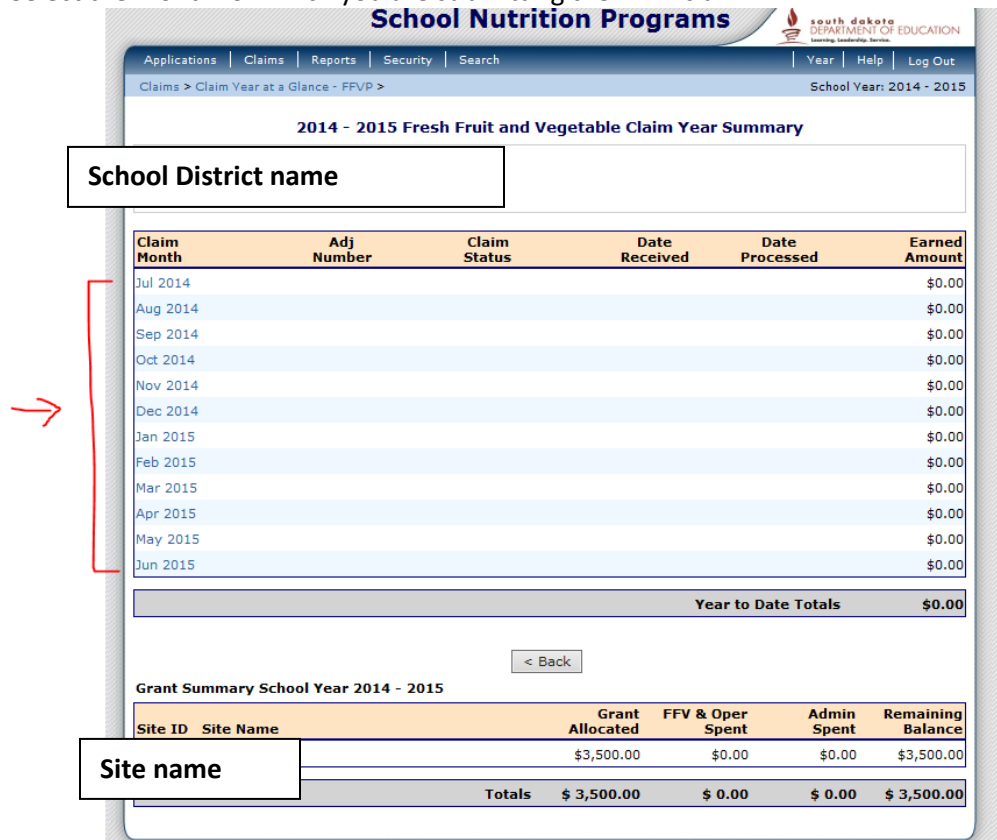 School Nutrition Programs
south dakota
DEPARTMENT OF EDUCATION
Learning. Leadership. Service.
Applications | Claims | Reports | Security | Search | Year | Help | Log Out
Claims > Claim Year at a Glance - FFVP > School Year: 2014 - 2015
2014 - 2015 Fresh Fruit and Vegetable Claim Year Summary
School District name
Claim Month Adj Number Claim Status Date Received Date Processed Earned Amount
Jul 2014 $0.00
Aug 2014 $0.00
Sep 2014 $0.00
Oct 2014 $0.00
Nov 2014 $0.00
Dec 2014 $0.00
Jan 2015 $0.00
Feb 2015 $0.00
Mar 2015 $0.00
Apr 2015 $0.00
May 2015 $0.00
Jun 2015 $0.00
Year to Date Totals $0.00
< Back
Grant Summary School Year 2014 - 2015
Site ID Site Name Grant Allocated FFV & Oper Spent Admin Spent Remaining Balance
$3,500.00 $0.00 $0.00 $3,500.00
Site name
Totals $ 3,500.00 $ 0.00 $ 0.00 $ 3,500.00